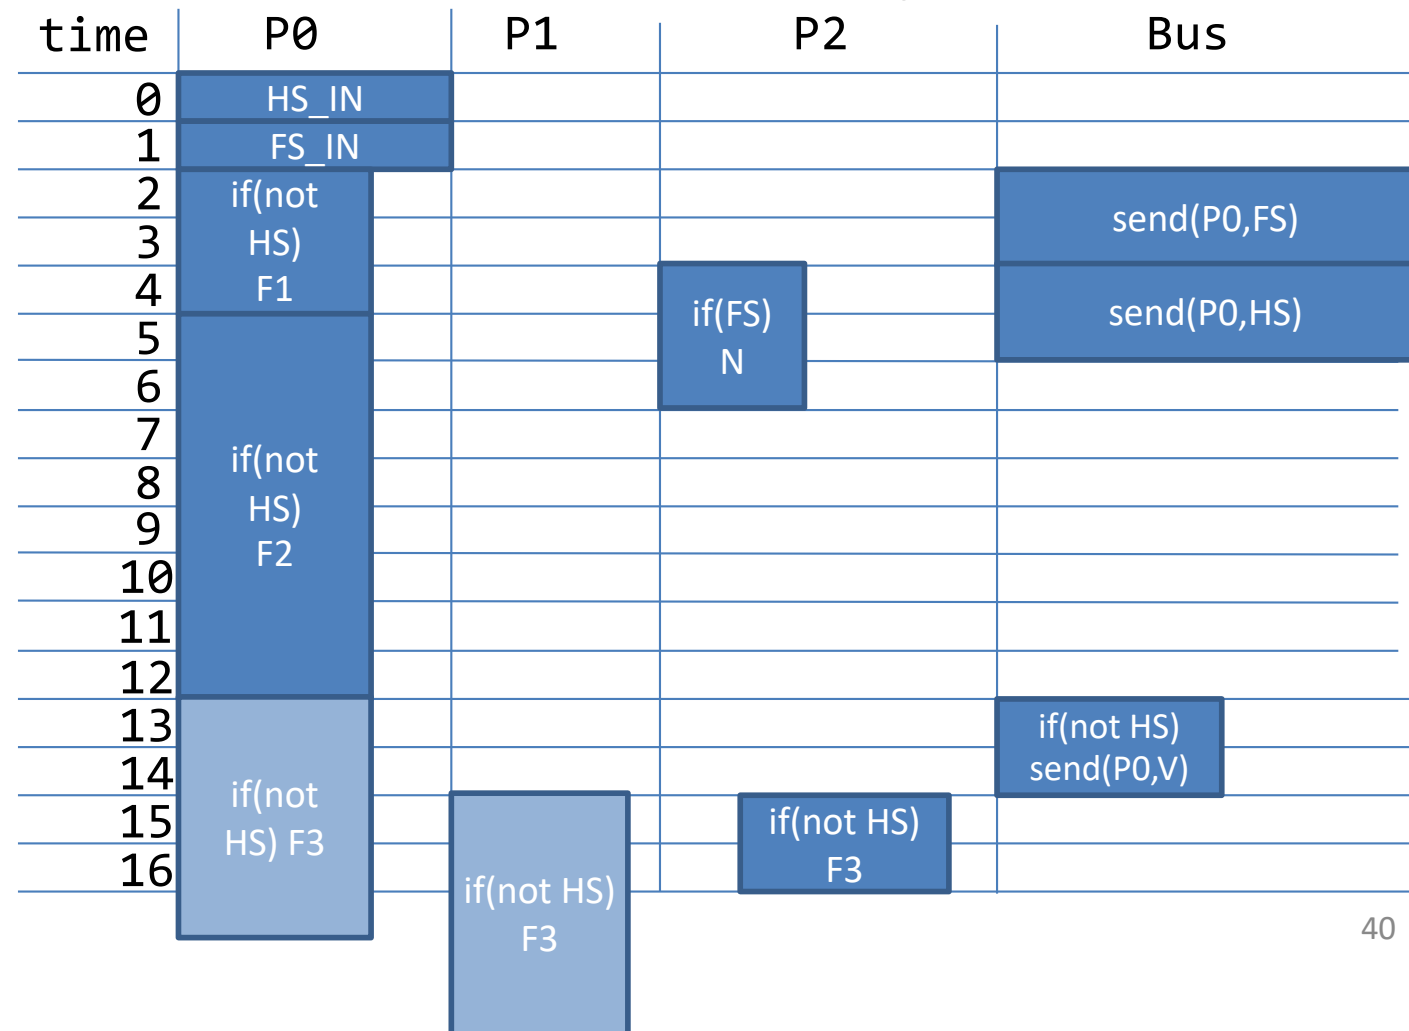 time P0 P1 P2 Bus
0 HS_IN
1 FS_IN
2 if(not
3 HS)
4 F1
send(P0,FS)
if(FS)
N
send(P0,HS)
5
6
7
8
9
10
11
12
if(not
HS)
F2
13
14
15
16
if(not HS)
send(P0,V)
if(not
HS) F3
if(not HS)
F3
if(not HS)
F3
40